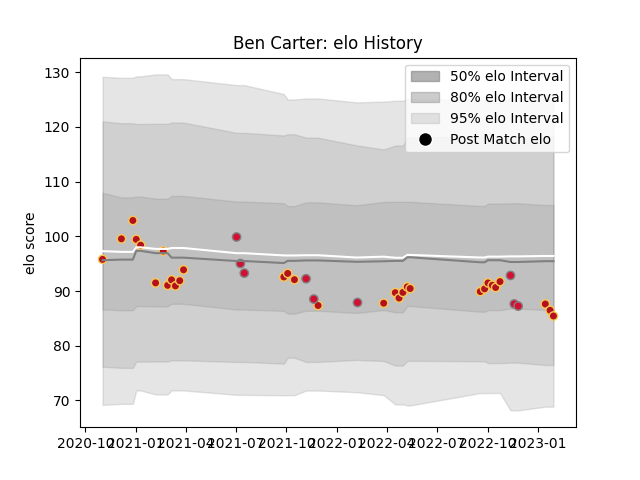 Ben Carter: elo History
elo score
130
120
110
100
90
80
70
50% elo Interval
80% elo Interval
95% elo Interval
Post Match elo
2020-10 2021-01 2021-04 2021-07 2021-10 2022-01 2022-04 2022-07 2022-10 2023-01